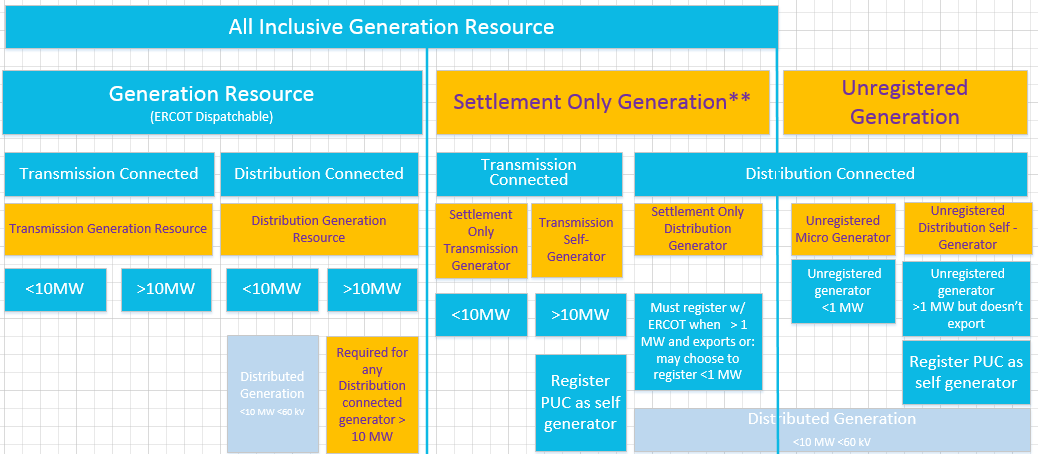 All Inclusive Generation Resource
Generation Resource
(ERCOT Dispatchable)
Settlement Only Generation**
Unregistered
Generation
Transmission Connected
Distribution Connected
Transmission
Connected
Distribution Connected
Transmission Generation Resource
Distribution Generation
Resource
Settlement
Only
Transmission
Generator
Transmission
Self-
Generator
Settlement Only
Distribution
Generator
Unregistered
Micro Generator
Unregistered
Distribution Self -
Generator
<10MW
>10MW
<10MW
>10MW
<10MW
>10MW
Must register w/
ERCOT when > 1
MW and exports or:
may choose to
register <1 MW
Unregistered
generator
<1 MW
Unregistered
generator
>1 MW but doesn't
export
Distributed
Generation
<10 MW <60 kV
Required for
any
Distribution
connected
generator >
10 MW
Register
PUC as self
generator
Register PUC as
self generator
Distributed Generation
<10 MW <60 kV